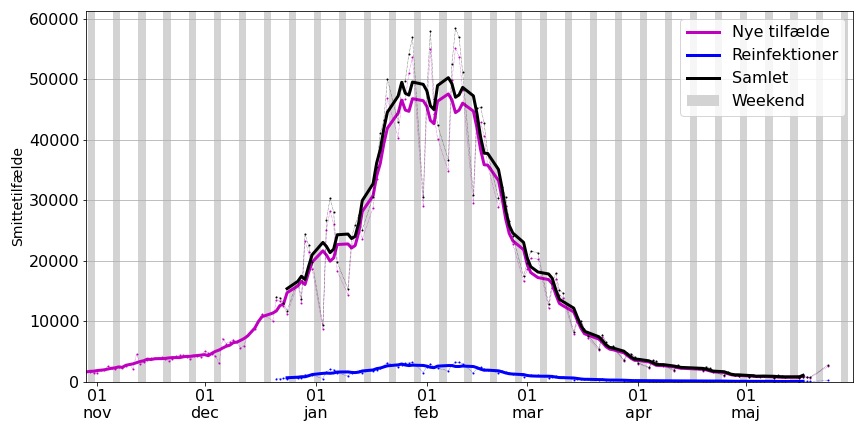 60000
50000
40000
30000
20000
10000
0
Smittetilfælde
Nye tilfælde
Reinfektioner
Samlet
Weekend
01 01 01 01 01 01 01
nov dec jan feb mar apr maj